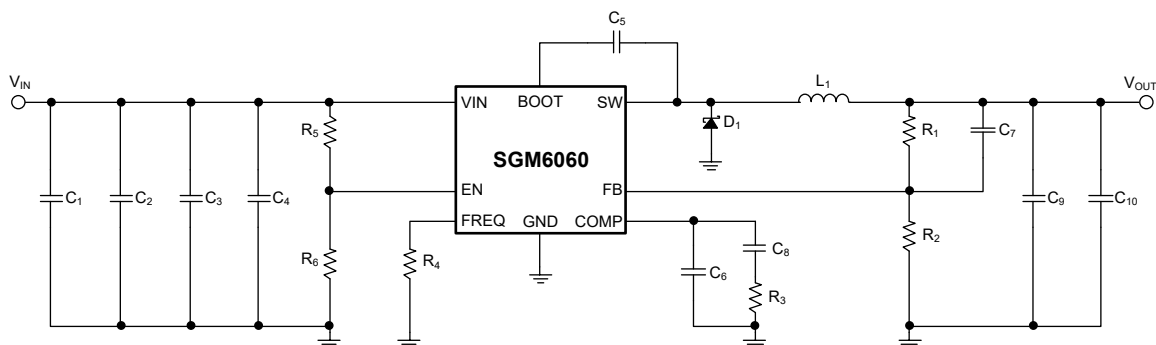 C5
VIN
L1
VOUT
VIN
BOOT
SW
R5
D1
R1
C7
SGM6060
C1
C2
C3
C4
EN
FB
C9
C10
FREQ
GND
COMP
R2
R6
R4
C6
C8
R3